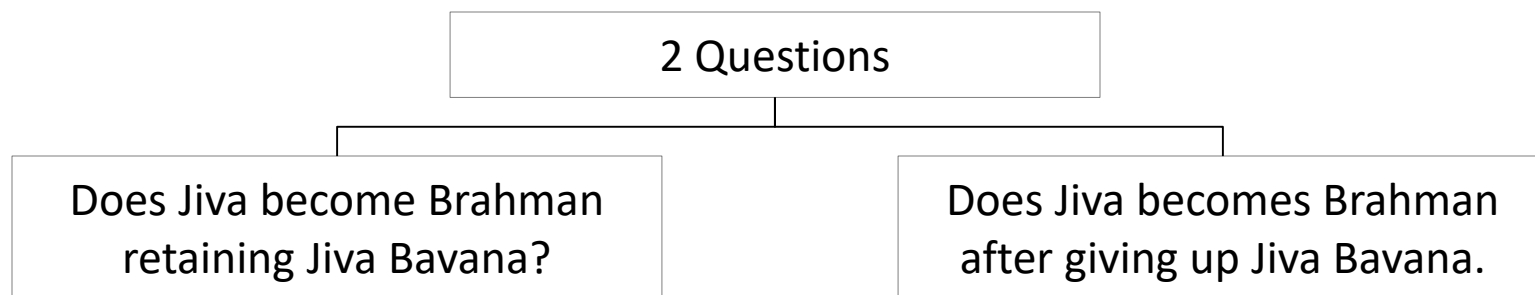 2 Questions
Does Jiva become Brahman
retaining Jiva Bavana?
Does Jiva becomes Brahman
after giving up Jiva Bavana.